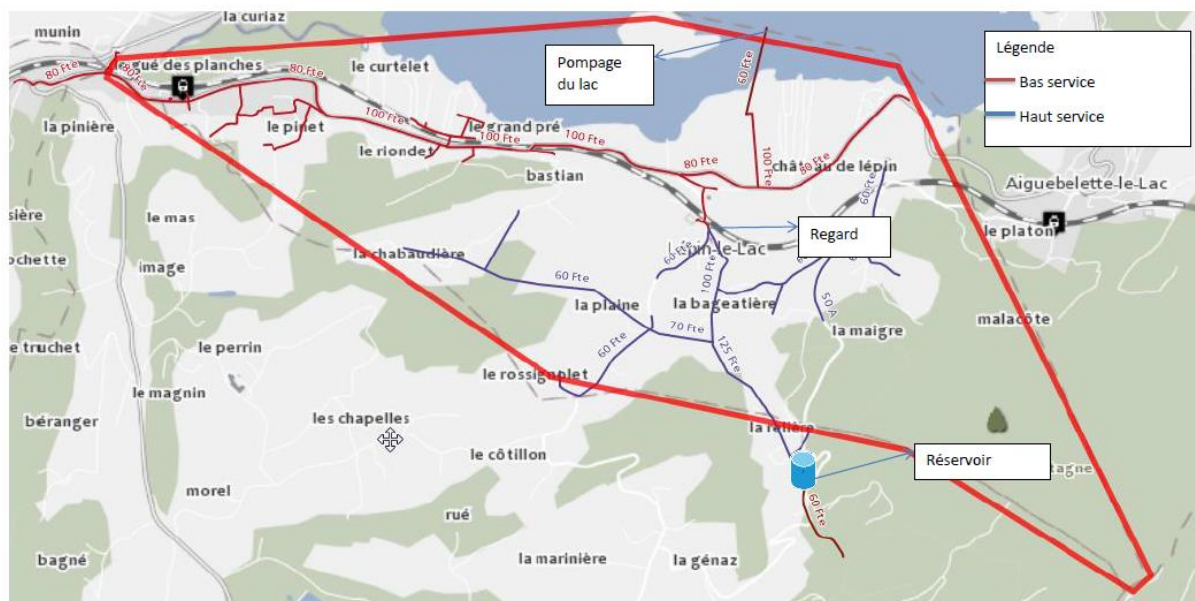 la curiaz
munin
Pompage
du lac
Légende
Bas service
Haut service
80 Fte
80 Fte
gué des planches
80 Fte
le curtelet
60 Fte
la pinière
le pinet
100 Fte
le grand pré
le riondet
100 Fte
bastian
80 Fte
100 Fte
château de lépin
80 Fte
Aiguebelette-le-Lac
le platon
60 Fte
Regard
sière
le mas
ochette
image
la chabaudière
60 Fte
60 Fte
100 Fte
la plaine
la bageatière
50 A
la maigre
malacôte
70 Fte
125 Fte
60 Fte
e truchet
le perrin
le rossignolet
le magnin
béranger
les chapelles
le côtillon
Réservoir
tagne
morel
60 Fte
rué
bagné
la marinière
la génaz